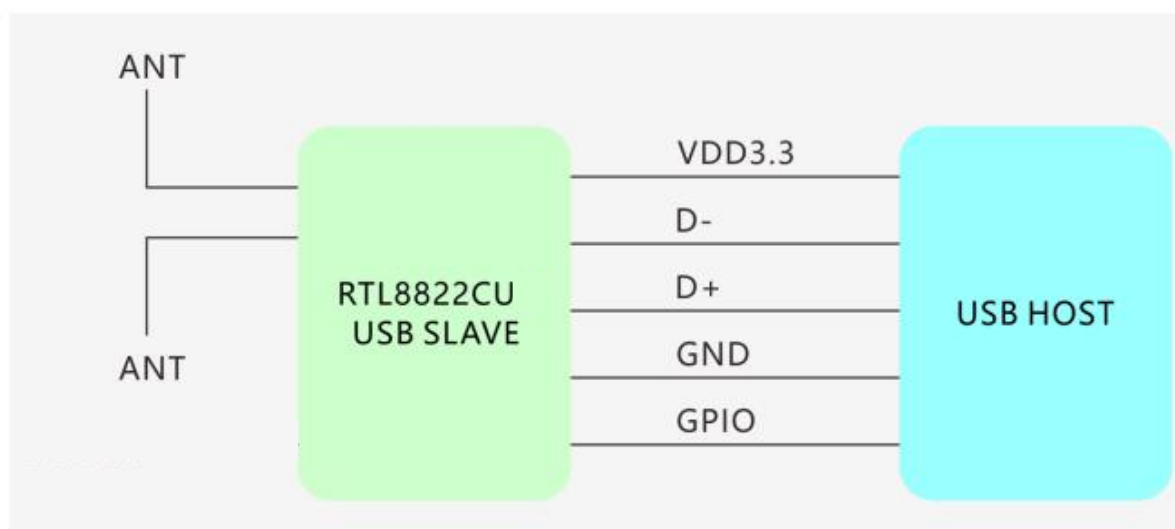 ANT
VDD3.3
D-
D+
RTL8822CU
USB SLAVE
USB HOST
GND
ANT
GPIO